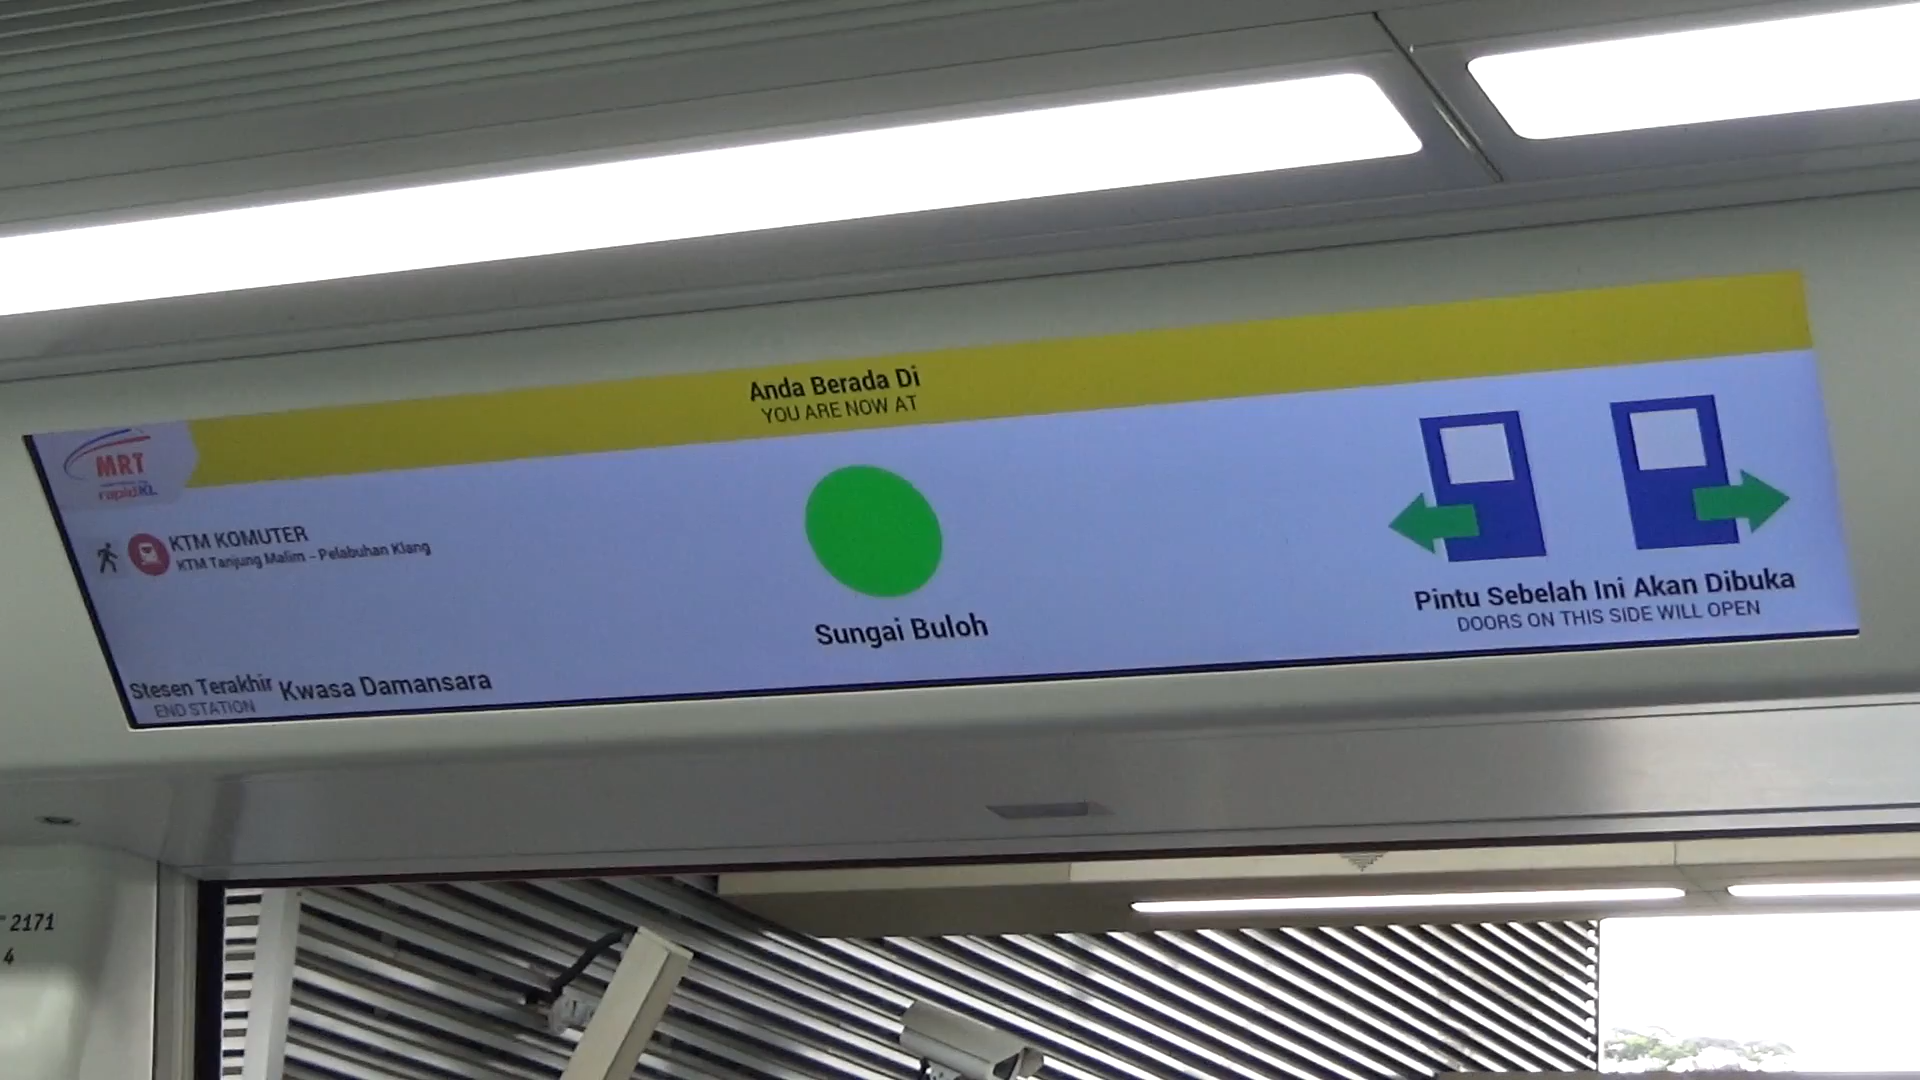 Anda Berada Di
YOU ARE NOW AT
MRT
rapidKL
KTM KOMUTER
KTM Tanjung Malim – Pelabuhan Klang
Sungai Buloh
Pintu Sebelah Ini Akan Dibuka
DOORS ON THIS SIDE WILL OPEN
Stesen Terakhir Kwasa Damansara
END STATION
2171
4